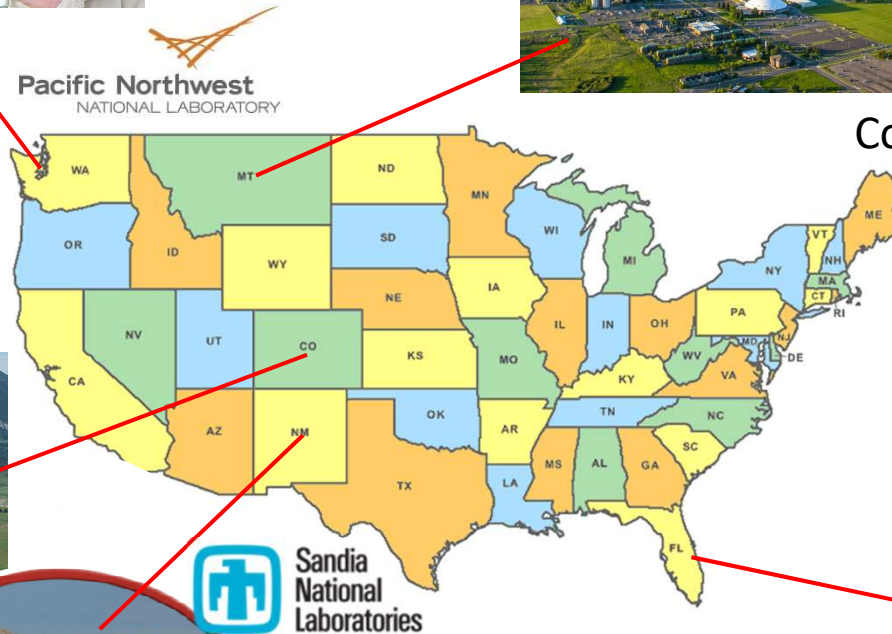 Pacific Northwest
NATIONAL LABORATORY
Co
WA
MT
ND
MN
ME
OR
ID
SD
WI
VT
NH
WY
MI
NY
MA
CT
RI
IA
NE
PA
NV
UT
CO
IL
IN
OH
NJ
MD
DE
KS
MO
WV
VA
CA
KY
OK
TN
NC
AZ
NM
AR
SC
TX
MS
AL
GA
LA
FL
Sandia
National
Laboratories